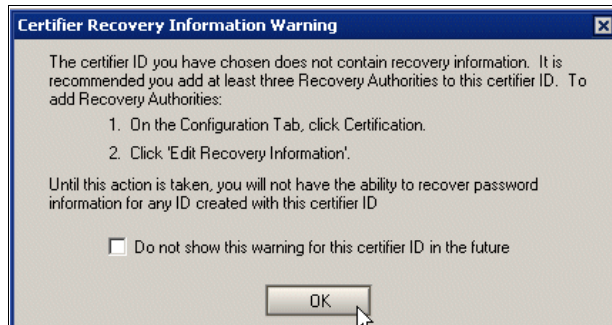 Certifier Recovery Information Warning
The certifier ID you have chosen does not contain recovery information.  It is
recommended you add at least three Recovery Authorities to this certifier ID.  To
add Recovery Authorities:
1.  On the Configuration Tab, click Certification.
2.  Click 'Edit Recovery Information'.
Until this action is taken, you will not have the ability to recover password
information for any ID created with this certifier ID
Do not show this warning for this certifier ID in the future
OK